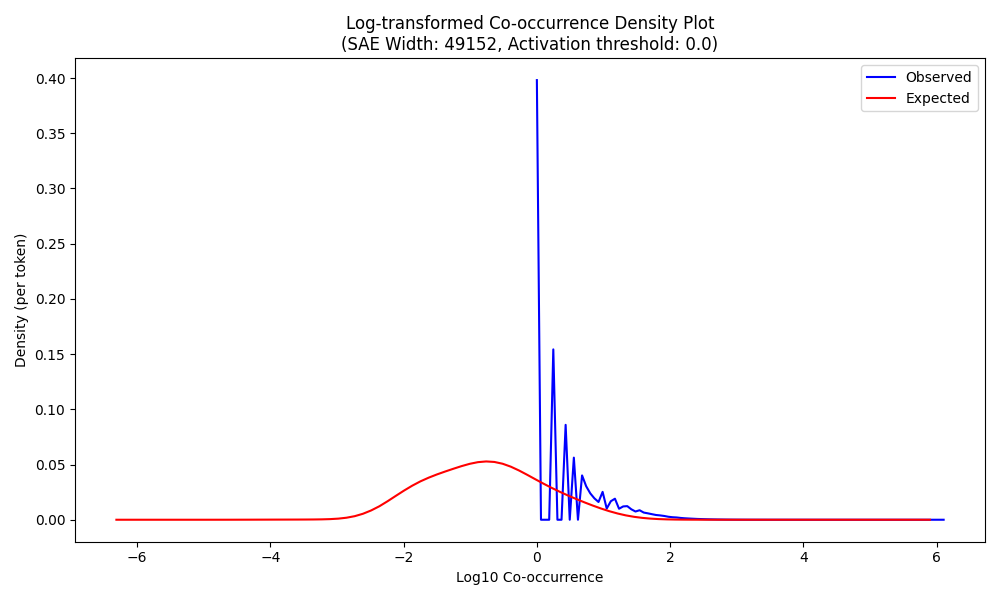 Log-transformed Co-occurrence Density Plot
(SAE Width: 49152, Activation threshold: 0.0)
Observed
Expected
Density (per token)
0.40
0.35
0.30
0.25
0.20
0.15
0.10
0.05
0.00
−6
−4
−2
0
2
4
6
Log10 Co-occurrence